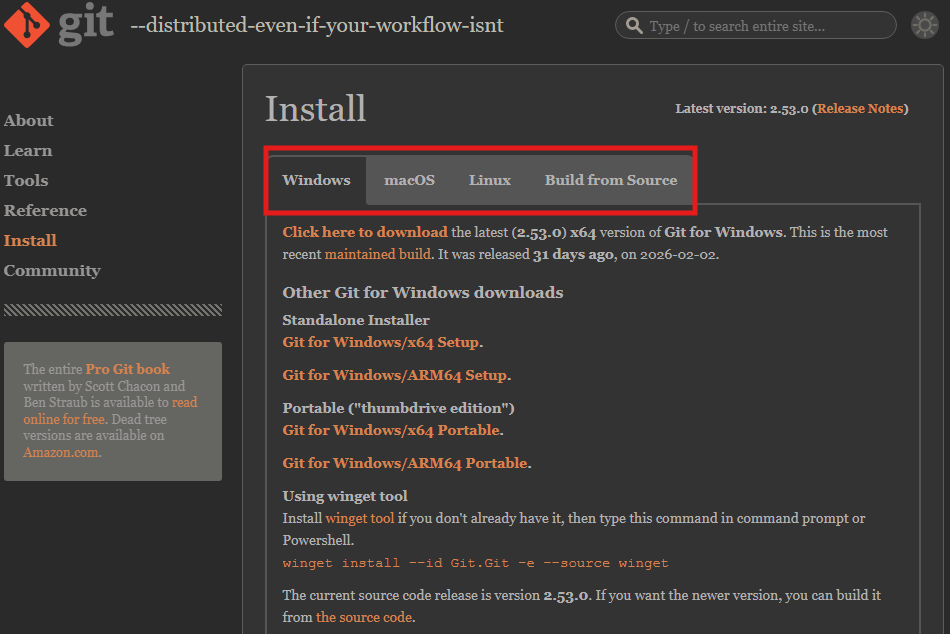 git --distributed-even-if-your-workflow-isnt
Type / to search entire site...
About
Learn
Tools
Reference
Install
Community
The entire Pro Git book
written by Scott Chacon and
Ben Straub is available to read
online for free. Dead tree
versions are available on
Amazon.com.
Install
Latest version: 2.53.0 (Release Notes)
Windows macOS Linux Build from Source
Click here to download the latest (2.53.0) x64 version of Git for Windows. This is the most
recent maintained build. It was released 31 days ago, on 2026-02-02.
Other Git for Windows downloads
Standalone Installer
Git for Windows/x64 Setup.
Git for Windows/ARM64 Setup.
Portable ("thumbdrive edition")
Git for Windows/x64 Portable.
Git for Windows/ARM64 Portable.
Using winget tool
Install winget tool if you don't already have it, then type this command in command prompt or
Powershell.
winget install --id Git.Git -e --source winget
The current source code release is version 2.53.0. If you want the newer version, you can build it
from the source code.